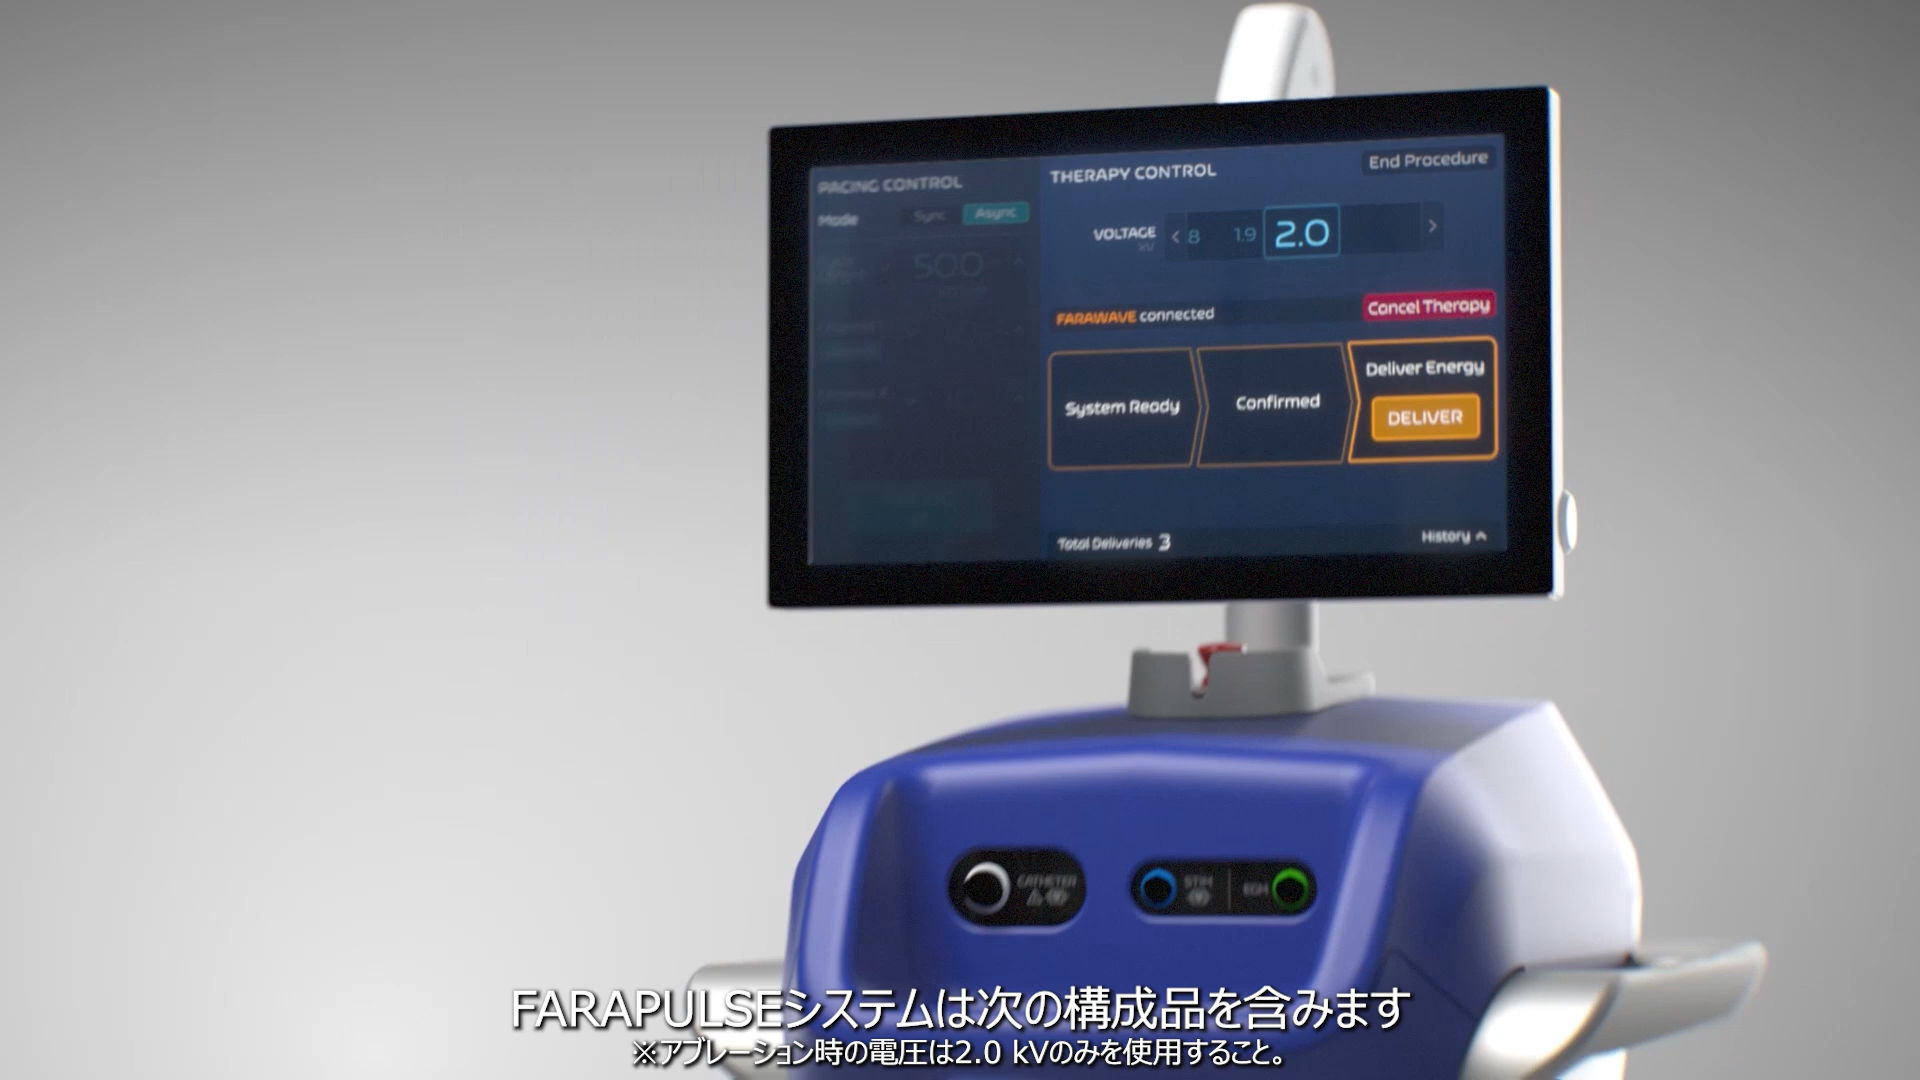 PACING CONTROL
Mode Sync Async
500
THERAPY CONTROL
End Procedure
VOLTAGE
kV
< 8 1.9 2.0 >
FARAWAVE connected
Cancel Therapy
System Ready
Confirmed
Deliver Energy
DELIVER
Total Deliveries 3
History
CATHETER
STIM
EGM
FARAPULSEシステムは次の構成品を含みます
※アブレーション時の電圧は2.0 kVのみを使用すること。